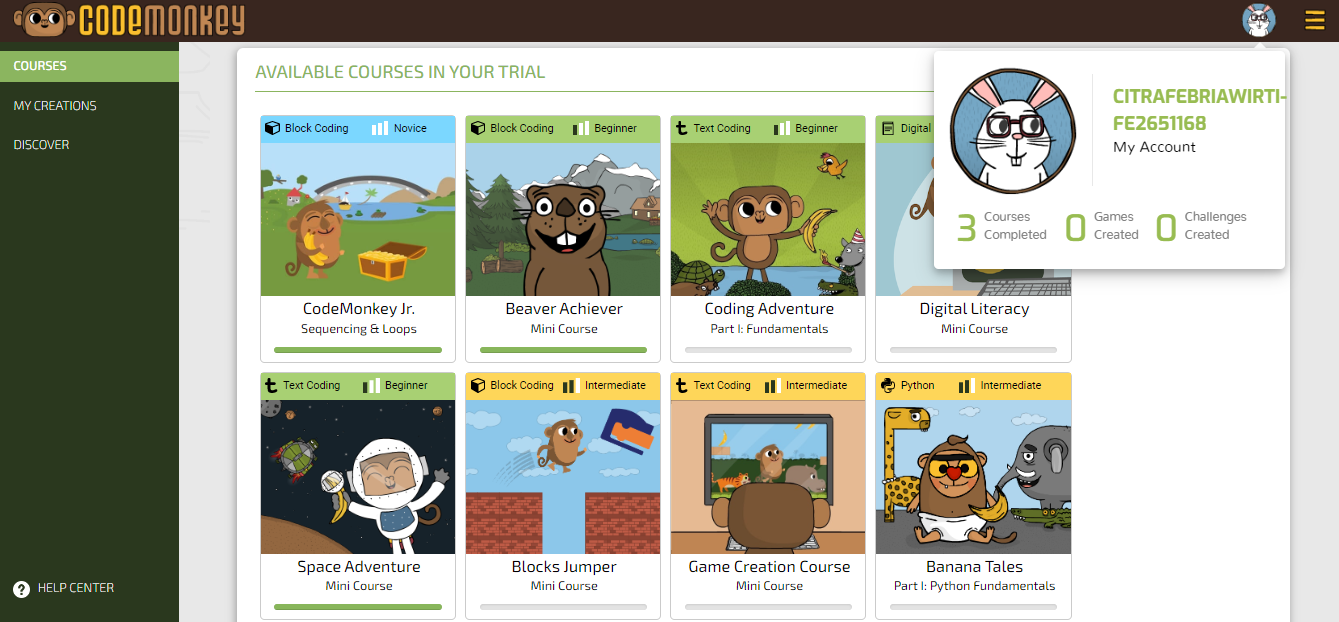 CODEMONKEY
COURSES
MY CREATIONS
DISCOVER
HELP CENTER
AVAILABLE COURSES IN YOUR TRIAL
CITRAFEBRIAWIRTI-
FE2651168
My Account
3 Courses Completed
0 Games Created
0 Challenges Created
Block Coding Novice
CodeMonkey Jr.
Sequencing & Loops
Block Coding Beginner
Beaver Achiever
Mini Course
Text Coding Beginner
Coding Adventure
Part I: Fundamentals
Digital
Digital Literacy
Mini Course
Text Coding Beginner
Space Adventure
Mini Course
Block Coding Intermediate
Blocks Jumper
Mini Course
Text Coding Intermediate
Game Creation Course
Mini Course
Python Intermediate
Banana Tales
Part I: Python Fundamentals